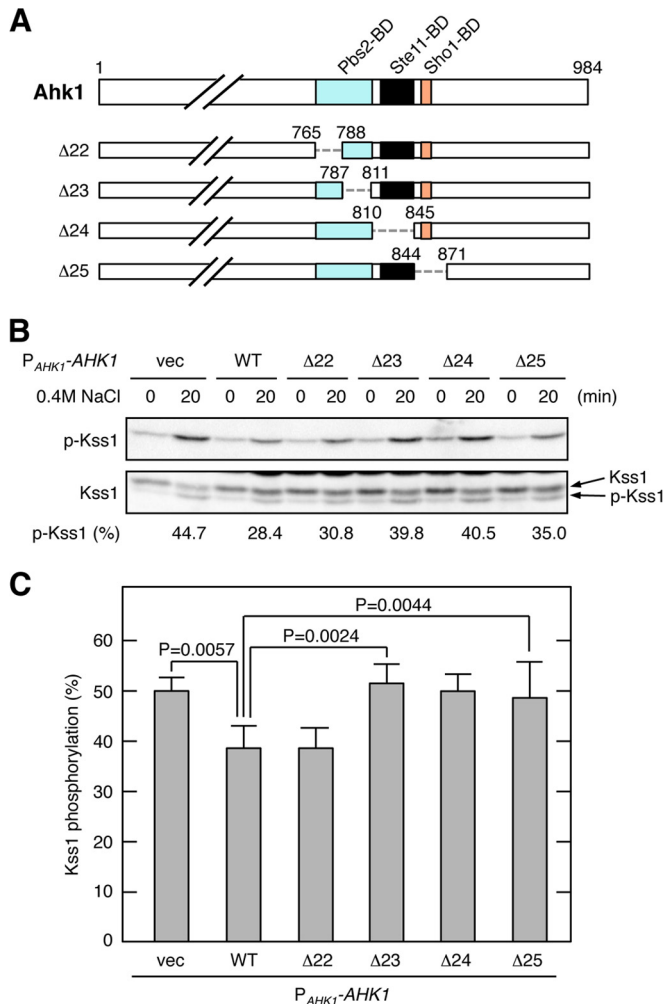 A
Pbs2-BD Ste11-BD Sho1-BD
1 984
Ahk1
765 788
Δ22
787 811
Δ23
810 845
Δ24
844 871
Δ25
B
P_AHK1-AHK1 vec WT Δ22 Δ23 Δ24 Δ25
0.4M NaCl 0 20 0 20 0 20 0 20 0 20 0 20 (min)
p-Kss1
Kss1 Kss1
p-Kss1
p-Kss1 (%) 44.7 28.4 30.8 39.8 40.5 35.0
C
P=0.0044
P=0.0024
P=0.0057
Kss1 phosphorylation (%)
60
50
40
30
20
10
0
vec WT Δ22 Δ23 Δ24 Δ25
P_AHK1-AHK1